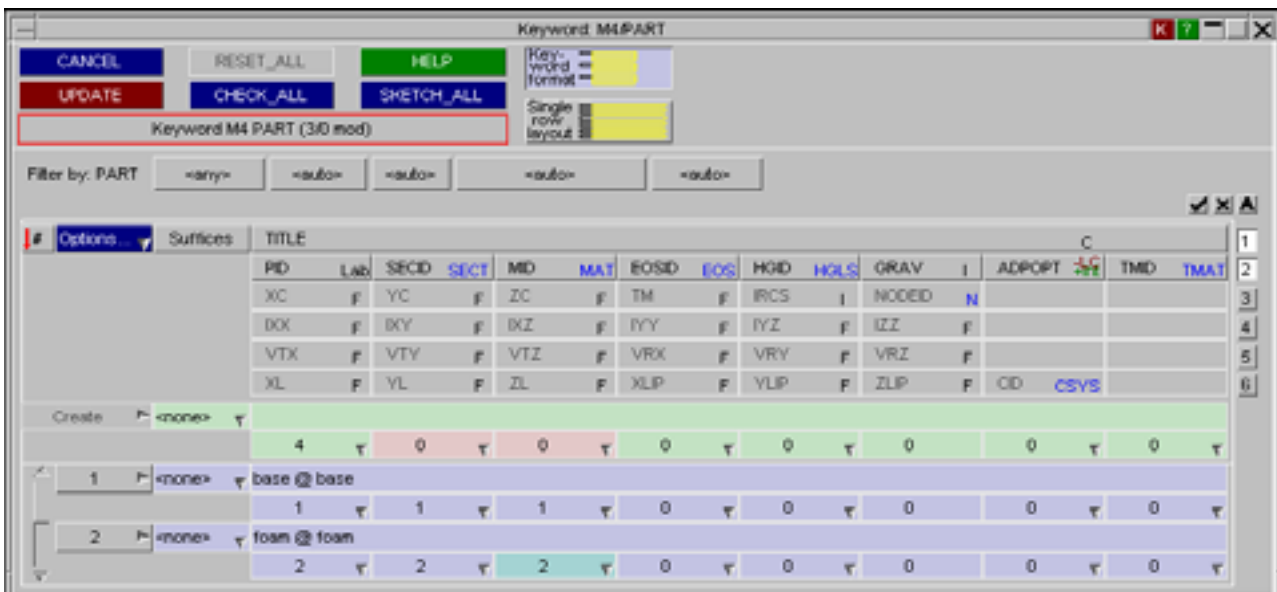 Keyword: M4/PART K ?
CANCEL RESET_ALL HELP Key-word format
UPDATE CHECK_ALL SKETCH_ALL Single row layout
Keyword M4 PART (3/0 mod)
Filter by: PART <any> <auto> <auto> <auto> <auto>
A
# Options... Suffices TITLE C 1
PID Lab SECID SECT MID MAT EOSID EOS HGID HGLS GRAV I ADPOPT TMID TMAT 2
XC F YC F ZC F TM F IRCS I NODEID N 3
IXX F IXY F IXZ F IYY F IYZ F IZZ F 4
VTX F VTY F VTZ F VRX F VRY F VRZ F 5
XL F YL F ZL F XLIP F YLIP F ZLIP F CID CSYS 6
Create <none>
4 0 0 0 0 0 0 0
1 <none> base @ base
1 1 1 0 0 0 0 0
2 <none> foam @ foam
2 2 2 0 0 0 0 0